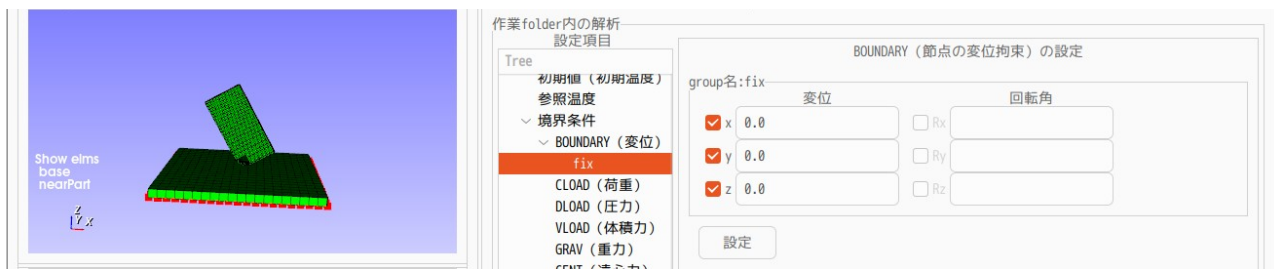 Show elms
base
nearPart
Z
Y X
作業folder内の解析
設定項目
Tree
初期値（初期温度）
参照温度
境界条件
BOUNDARY（変位）
fix
CLOAD（荷重）
DLOAD（圧力）
VLOAD（体積力）
GRAV（重力）
CENT（遠心力）
BOUNDARY（節点の変位拘束）の設定
group名:fix
変位
回転角
x 0.0
Rx
y 0.0
Ry
z 0.0
Rz
設定